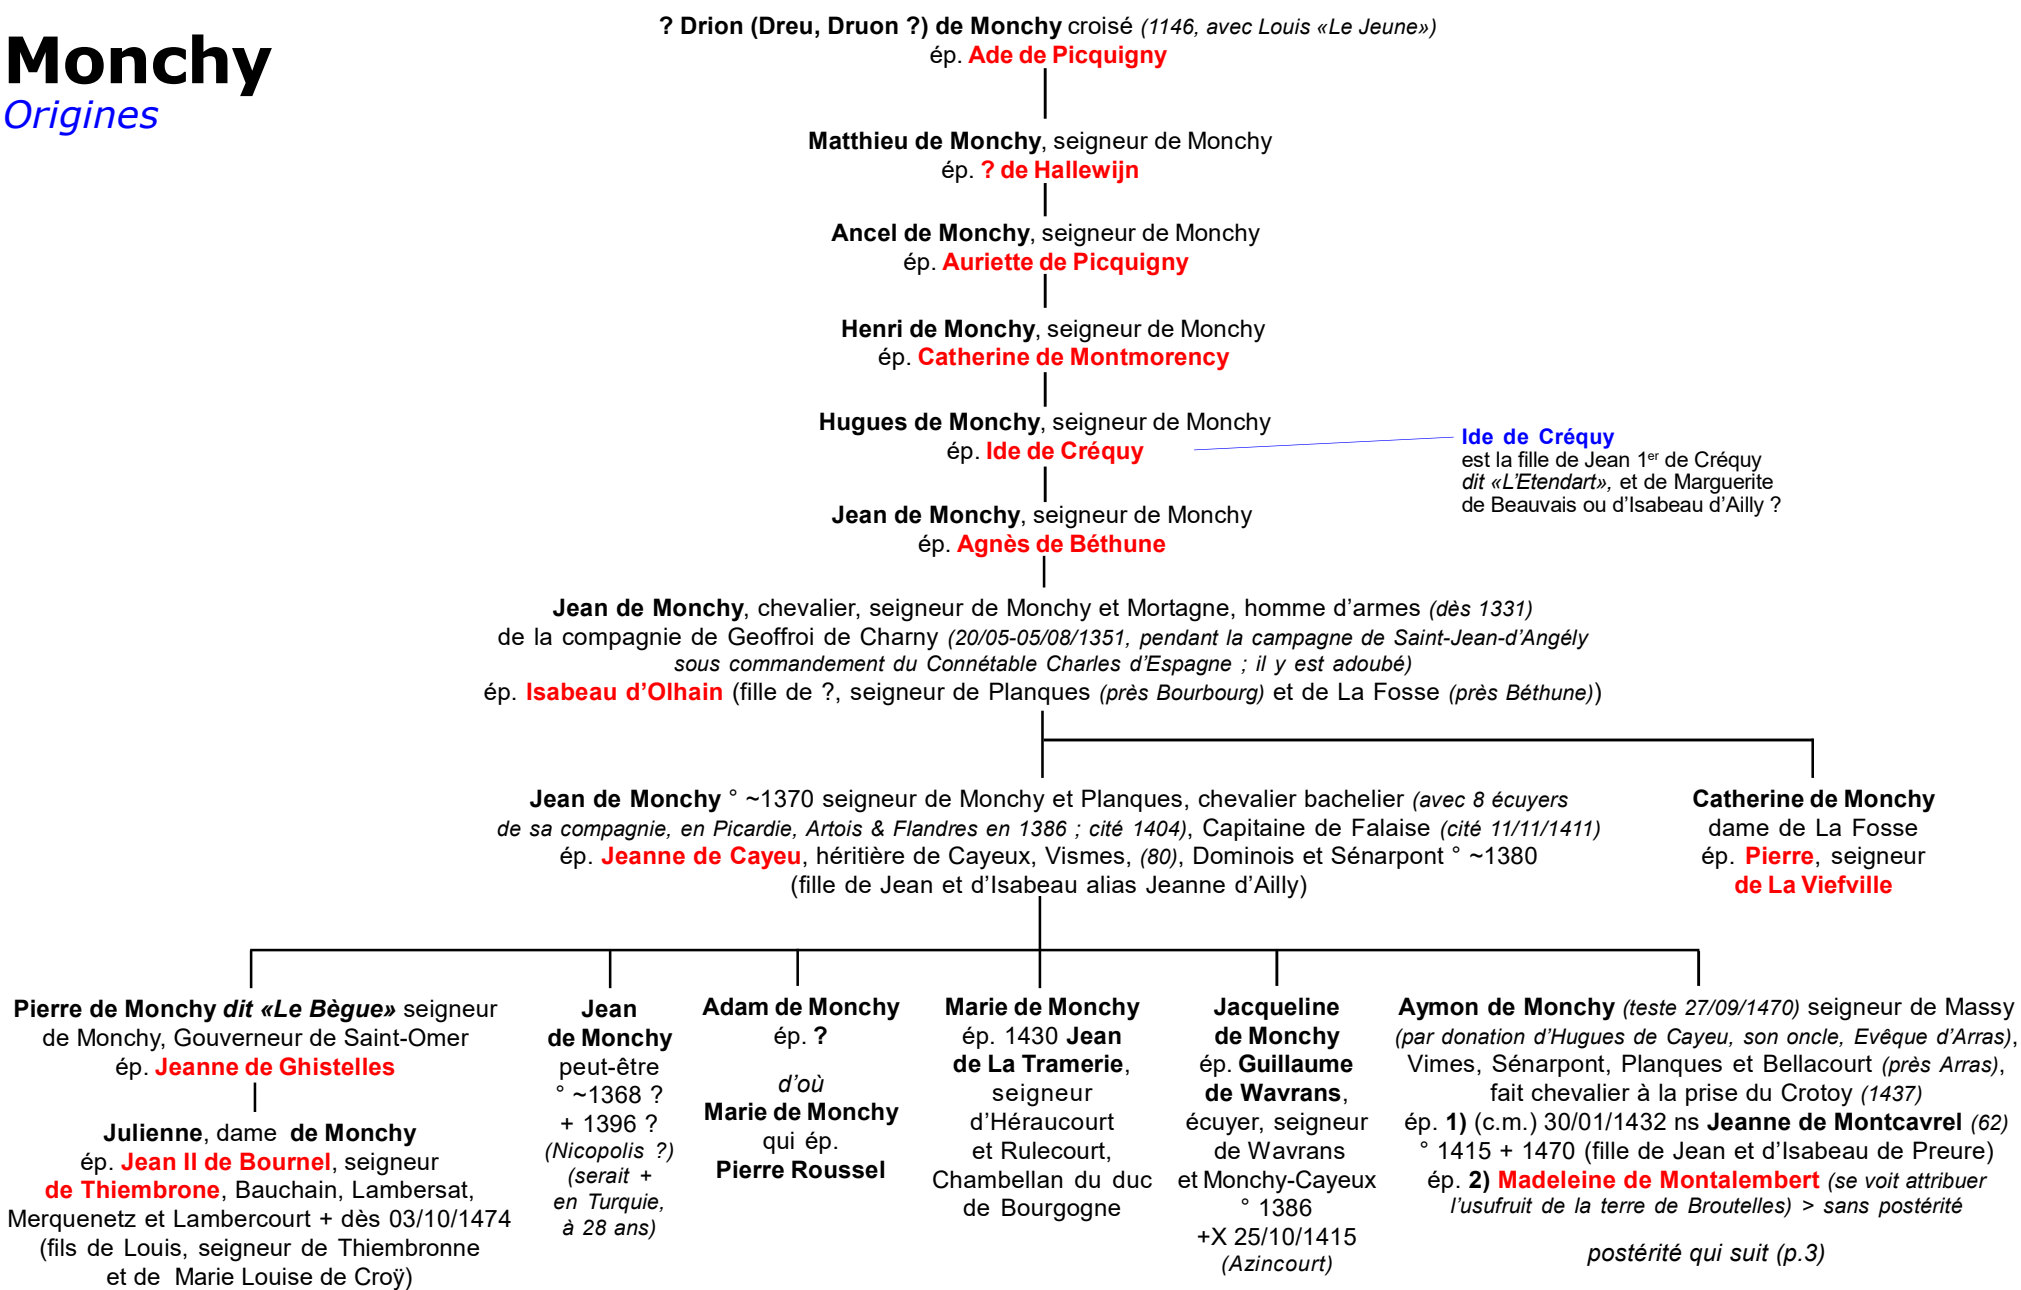 Monchy
Origines
? Drion (Dreu, Druon ?) de Monchy croisé (1146, avec Louis «Le Jeune»)
ép. Ade de Picquigny
Matthieu de Monchy, seigneur de Monchy
ép. ? de Hallewijn
Ancel de Monchy, seigneur de Monchy
ép. Auriette de Picquigny
Henri de Monchy, seigneur de Monchy
ép. Catherine de Montmorency
Hugues de Monchy, seigneur de Monchy
ép. Ide de Créquy
Ide de Créquy
est la fille de Jean 1er de Créquy
dit «L'Etendart», et de Marguerite
de Beauvais ou d'Isabeau d'Ailly ?
Jean de Monchy, seigneur de Monchy
ép. Agnès de Béthune
Jean de Monchy, chevalier, seigneur de Monchy et Mortagne, homme d'armes (dès 1331)
de la compagnie de Geoffroi de Charny (20/05-05/08/1351, pendant la campagne de Saint-Jean-d'Angély
sous commandement du Connétable Charles d'Espagne ; il y est adoubé)
ép. Isabeau d'Olhain (fille de ?, seigneur de Planques (près Bourbourg) et de La Fosse (près Béthune))
Jean de Monchy ° ~1370 seigneur de Monchy et Planques, chevalier bachelier (avec 8 écuyers
de sa compagnie, en Picardie, Artois & Flandres en 1386 ; cité 1404), Capitaine de Falaise (cité 11/11/1411)
ép. Jeanne de Cayeu, héritière de Cayeux, Vismes, (80), Dominois et Sénarpont ° ~1380
(fille de Jean et d'Isabeau alias Jeanne d'Ailly)
Catherine de Monchy
dame de La Fosse
ép. Pierre, seigneur
de La Viefville
Pierre de Monchy dit «Le Bègue» seigneur
de Monchy, Gouverneur de Saint-Omer
ép. Jeanne de Ghistelles
Julienne, dame de Monchy
ép. Jean II de Bournel, seigneur
de Thiembrone, Bauchain, Lambersat,
Merquenetz et Lambercourt + dès 03/10/1474
(fils de Louis, seigneur de Thiembronne
et de Marie Louise de Croÿ)
Jean
de Monchy
peut-être
° ~1368 ?
+ 1396 ?
(Nicopolis ?)
(serait +
en Turquie,
à 28 ans)
Adam de Monchy
ép. ?
d'où
Marie de Monchy
qui ép.
Pierre Roussel
Marie de Monchy
ép. 1430 Jean
de La Tramerie,
seigneur
d'Héraucourt
et Rulecourt,
Chambellan du duc
de Bourgogne
Jacqueline
de Monchy
ép. Guillaume
de Wavrans,
écuyer, seigneur
de Wavrans
et Monchy-Cayeux
° 1386
+X 25/10/1415
(Azincourt)
Aymon de Monchy (teste 27/09/1470) seigneur de Massy
(par donation d'Hugues de Cayeu, son oncle, Evêque d'Arras),
Vimes, Sénarpont, Planques et Bellacourt (près Arras),
fait chevalier à la prise du Crotoy (1437)
ép. 1) (c.m.) 30/01/1432 ns Jeanne de Montcavrel (62)
° 1415 + 1470 (fille de Jean et d'Isabeau de Preure)
ép. 2) Madeleine de Montalembert (se voit attribuer
l'usufruit de la terre de Broutelles) > sans postérité
postérité qui suit (p.3)